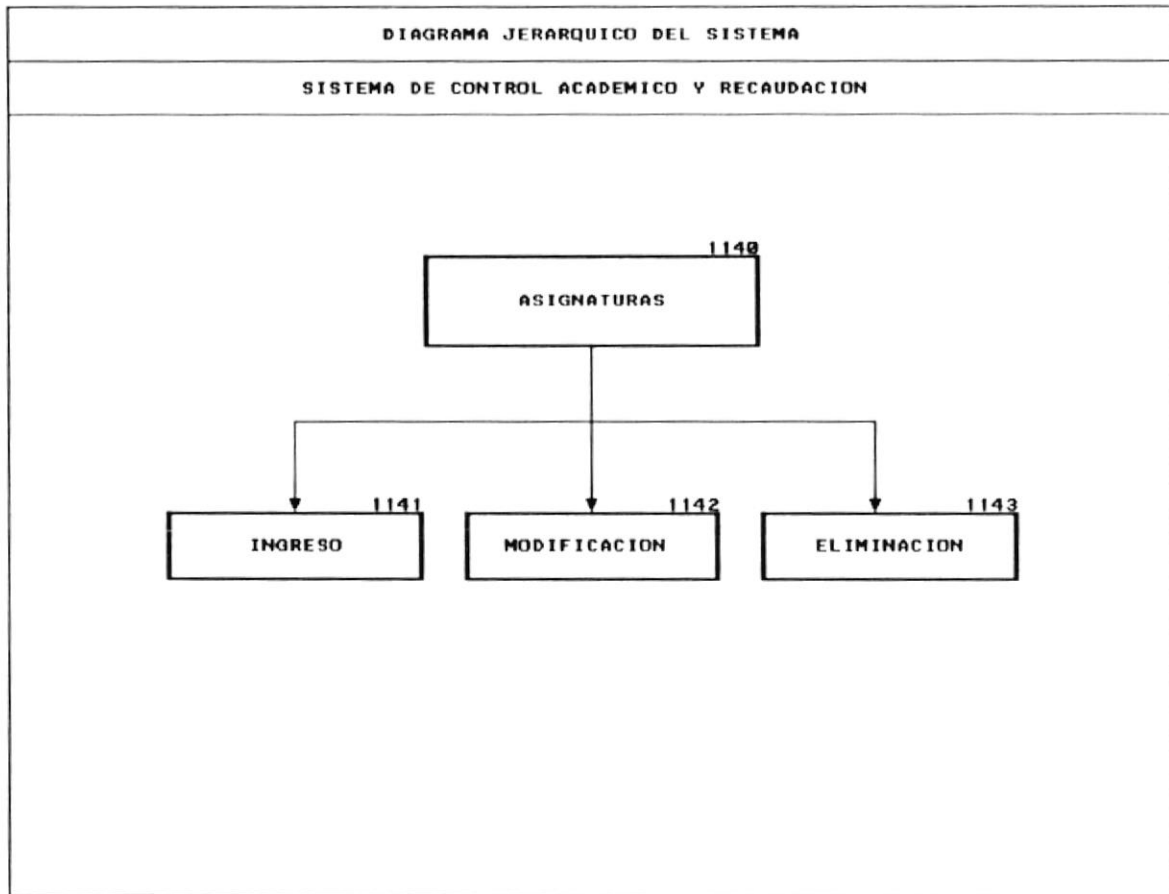 DIAGRAMA JERARQUICO DEL SISTEMA
SISTEMA DE CONTROL ACADEMICO Y RECAUDACION
1140
ASIGNATURAS
1141
INGRESO
1142
MODIFICACION
1143
ELIMINACION